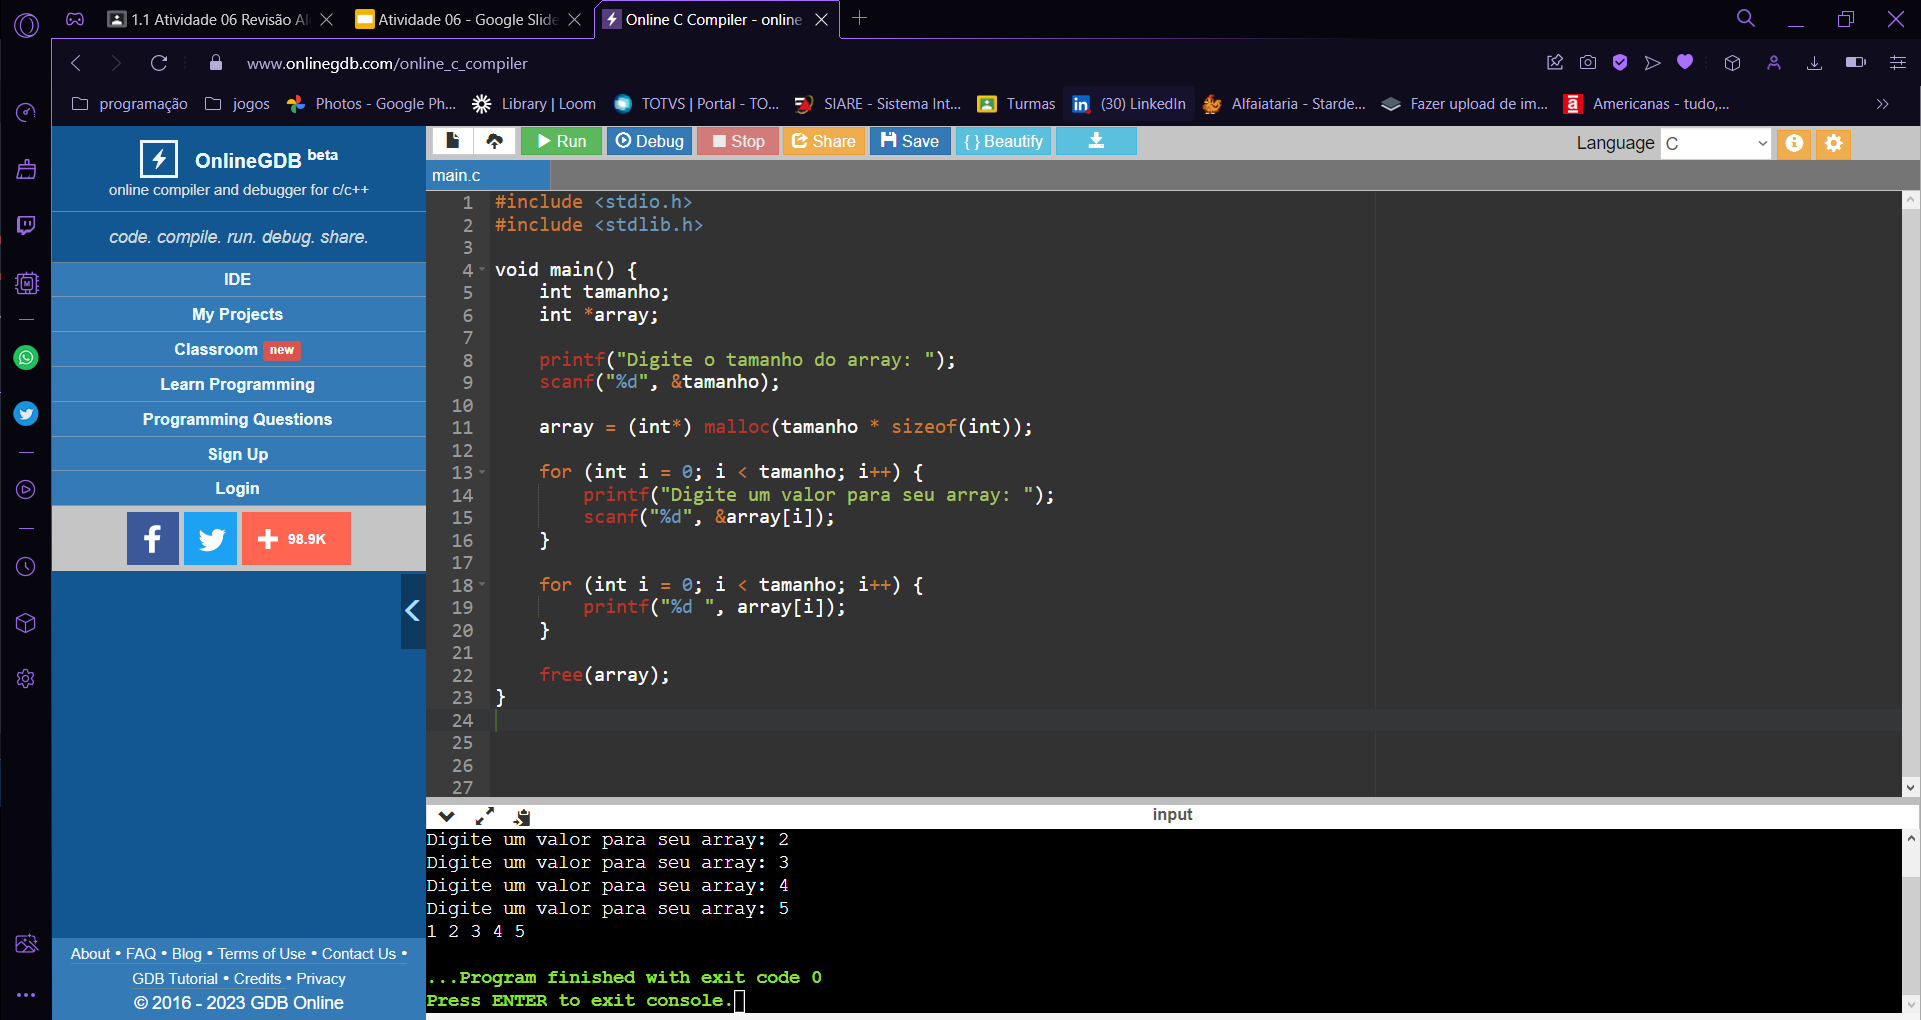 1.1 Atividade 06 Revisão Al
Atividade 06 - Google Slide
Online C Compiler - online
www.onlinegdb.com/online_c_compiler
programação
jogos
Photos - Google Ph...
Library | Loom
TOTVS | Portal - TO...
SIARE - Sistema Int...
Turmas
(30) LinkedIn
Alfaiataria - Starde...
Fazer upload de im...
Americanas - tudo,...
OnlineGDB beta
online compiler and debugger for c/c++
code. compile. run. debug. share.
IDE
My Projects
Classroom new
Learn Programming
Programming Questions
Sign Up
Login
98.9K
About • FAQ • Blog • Terms of Use • Contact Us •
GDB Tutorial • Credits • Privacy
© 2016 - 2023 GDB Online
Run
Debug
Stop
Share
Save
{ } Beautify
Language C
main.c
1 #include <stdio.h>
2 #include <stdlib.h>
3
4 void main() {
5     int tamanho;
6     int *array;
7
8     printf("Digite o tamanho do array: ");
9     scanf("%d", &tamanho);
10
11     array = (int*) malloc(tamanho * sizeof(int));
12
13     for (int i = 0; i < tamanho; i++) {
14         printf("Digite um valor para seu array: ");
15         scanf("%d", &array[i]);
16     }
17
18     for (int i = 0; i < tamanho; i++) {
19         printf("%d ", array[i]);
20     }
21
22     free(array);
23 }
24
25
26
27
input
Digite um valor para seu array: 2
Digite um valor para seu array: 3
Digite um valor para seu array: 4
Digite um valor para seu array: 5
1 2 3 4 5
...Program finished with exit code 0
Press ENTER to exit console.